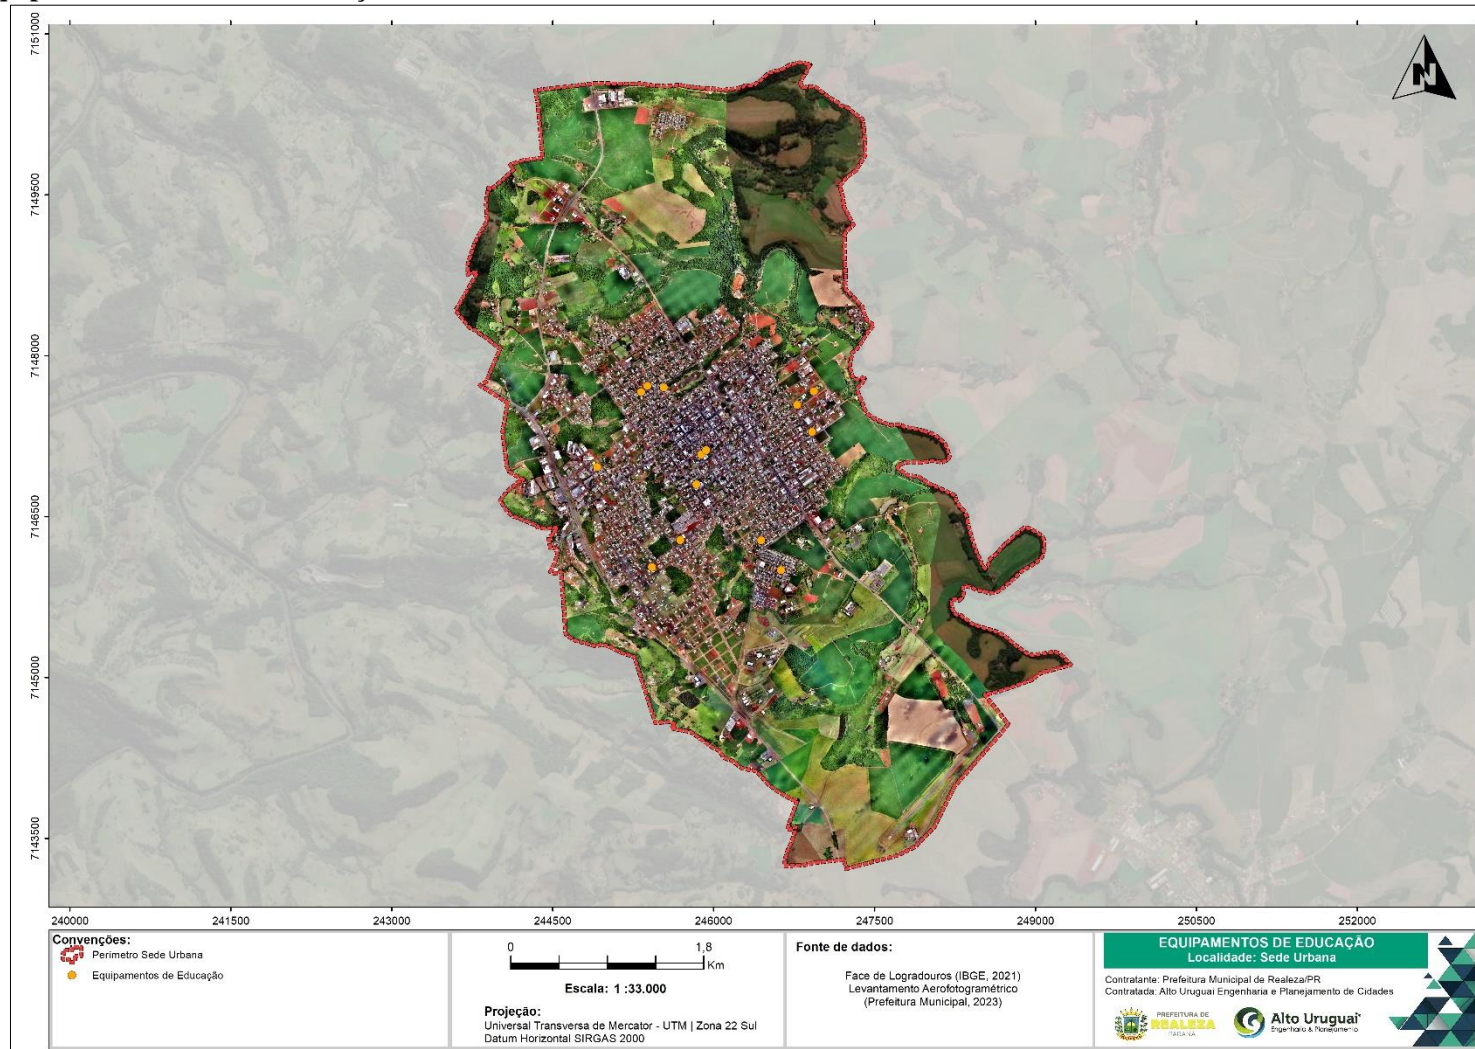 N
7151000
7149500
7148000
7146500
7145000
7143500
240000 241500 243000 244500 246000 247500 249000 250500 252000
Convenções:
Perímetro Sede Urbana
Equipamentos de Educação
0 1,8
Km
Escala: 1 :33.000
Projeção:
Universal Transversa de Mercator - UTM | Zona 22 Sul
Datum Horizontal SIRGAS 2000
Fonte de dados:
Face de Logradouros (IBGE, 2021)
Levantamento Aerofotogramétrico
(Prefeitura Municipal, 2023)
EQUIPAMENTOS DE EDUCAÇÃO
Localidade: Sede Urbana
Contratante: Prefeitura Municipal de Realeza/PR
Contratada: Alto Uruguai Engenharia e Planejamento de Cidades
PREFEITURA DE
REALEZA
PARANÁ
Alto Uruguai
Engenharia & Planejamento